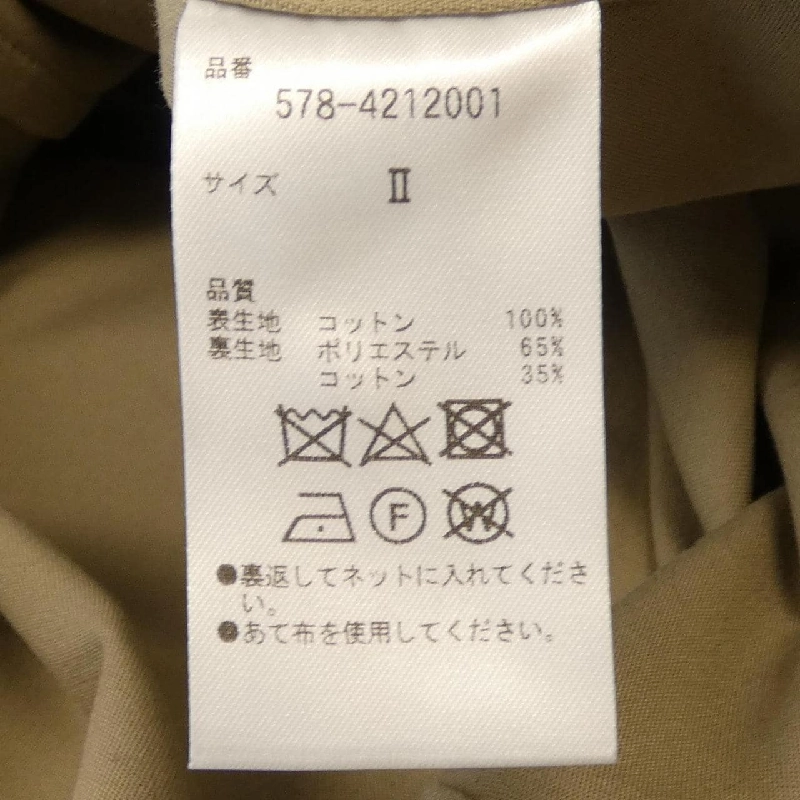 品番
578-4212001
サイズ Ⅱ
品質
表生地 コットン 100%
裏生地 ポリエステル 65%
コットン 35%
F W
●裏返してネットに入れてくださ
い。
●あて布を使用してください。